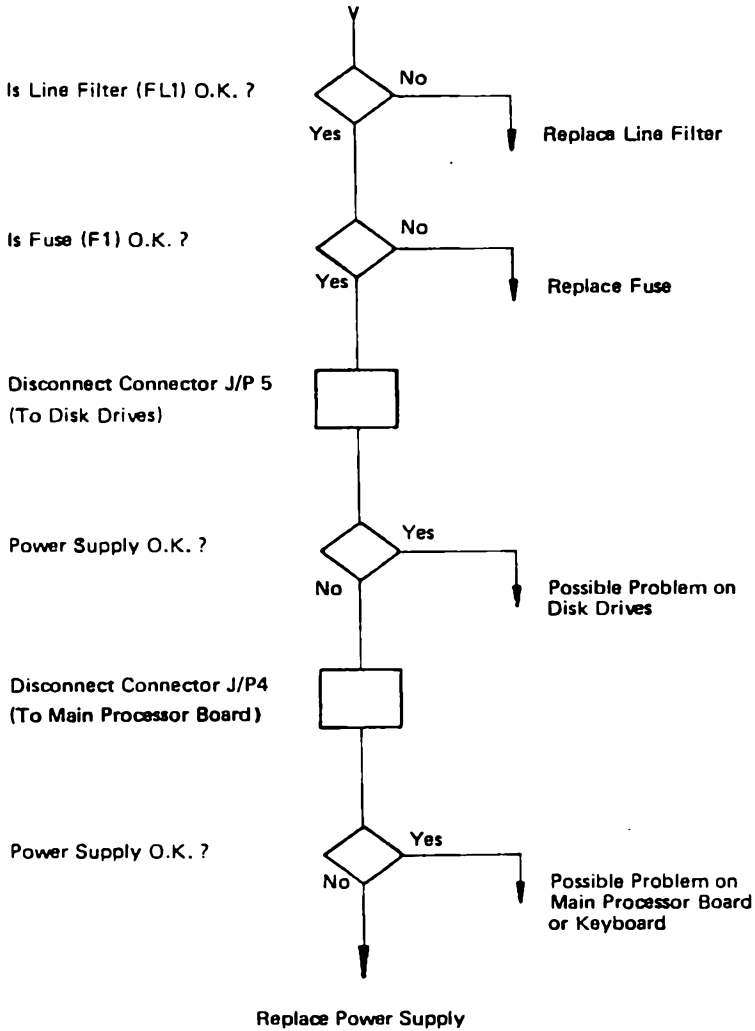 Is Line Filter (FL1) O.K. ?
No
Yes
Replace Line Filter
Is Fuse (F1) O.K. ?
No
Yes
Replace Fuse
Disconnect Connector J/P 5
(To Disk Drives)
Power Supply O.K. ?
Yes
No
Possible Problem on
Disk Drives
Disconnect Connector J/P4
(To Main Processor Board)
Power Supply O.K. ?
Yes
No
Possible Problem on
Main Processor Board
or Keyboard
Replace Power Supply